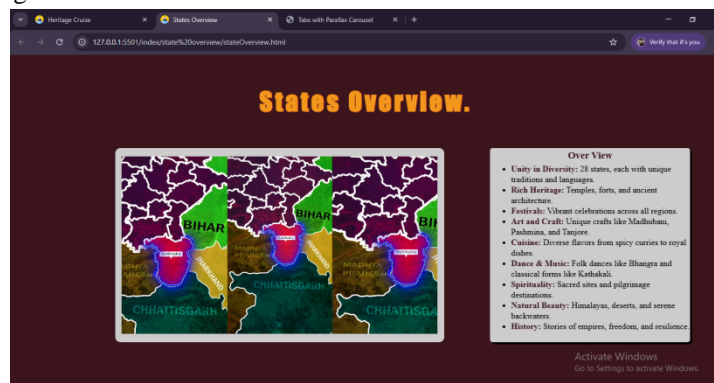 Heritage Cruise
States Overview
Tabs with Parallax Carousel
127.0.0.1:5501/index/state%20overview/stateOverview.html
Verify that it's you
States Overview.
BIHAR
BIHAR
BIHAR
MADHYA
PRADESH
JHARKHAND
CHHATTISGARH
MADHYA
PRADESH
JHARKHAND
CHHATTISGARH
MADHYA
JHARKHAND
CHHATTISGARH
Over View
• Unity in Diversity: 28 states, each with unique
traditions and languages.
• Rich Heritage: Temples, forts, and ancient
architecture.
• Festivals: Vibrant celebrations across all regions.
• Art and Craft: Unique crafts like Madhubani,
Pashmina, and Tanjore.
• Cuisine: Diverse flavors from spicy curries to royal
dishes.
• Dance & Music: Folk dances like Bhangra and
classical forms like Kathakali.
• Spirituality: Sacred sites and pilgrimage
destinations.
• Natural Beauty: Himalayas, deserts, and serene
backwaters.
• History: Stories of empires, freedom, and resilience.
Activate Windows
Go to Settings to activate Windows.